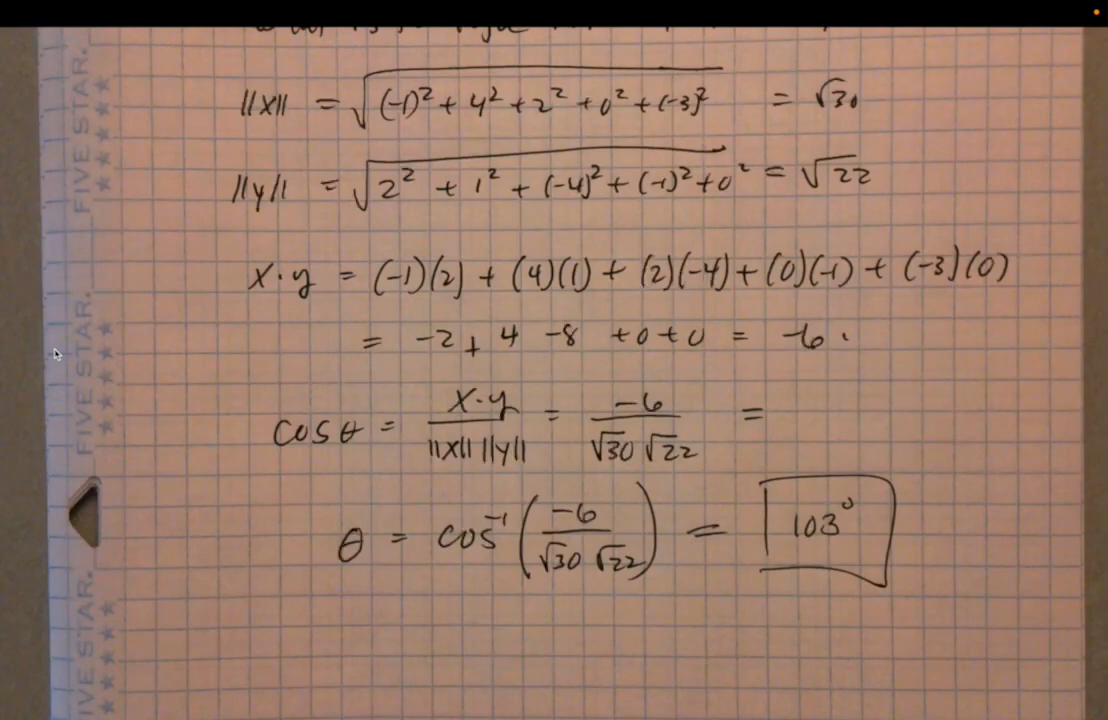 ||x|| = √((-1)² + 4² + 2² + 0² + (-3)²) = √30
||y|| = √(2² + 1² + (-4)² + (-1)² + 0² = √22
x·y = (-1)(2) + (4)(1) + (2)(-4) + (0)(-1) + (-3)(0)
= -2 + 4 -8 +0+0 = -6.
cosθ = x·y / ||x|| ||y|| = -6 / √30 √22 =
θ = cos⁻¹(-6 / √30 √22) = 103°
FIVE STAR.
FIVE STAR.
FIVE STAR.